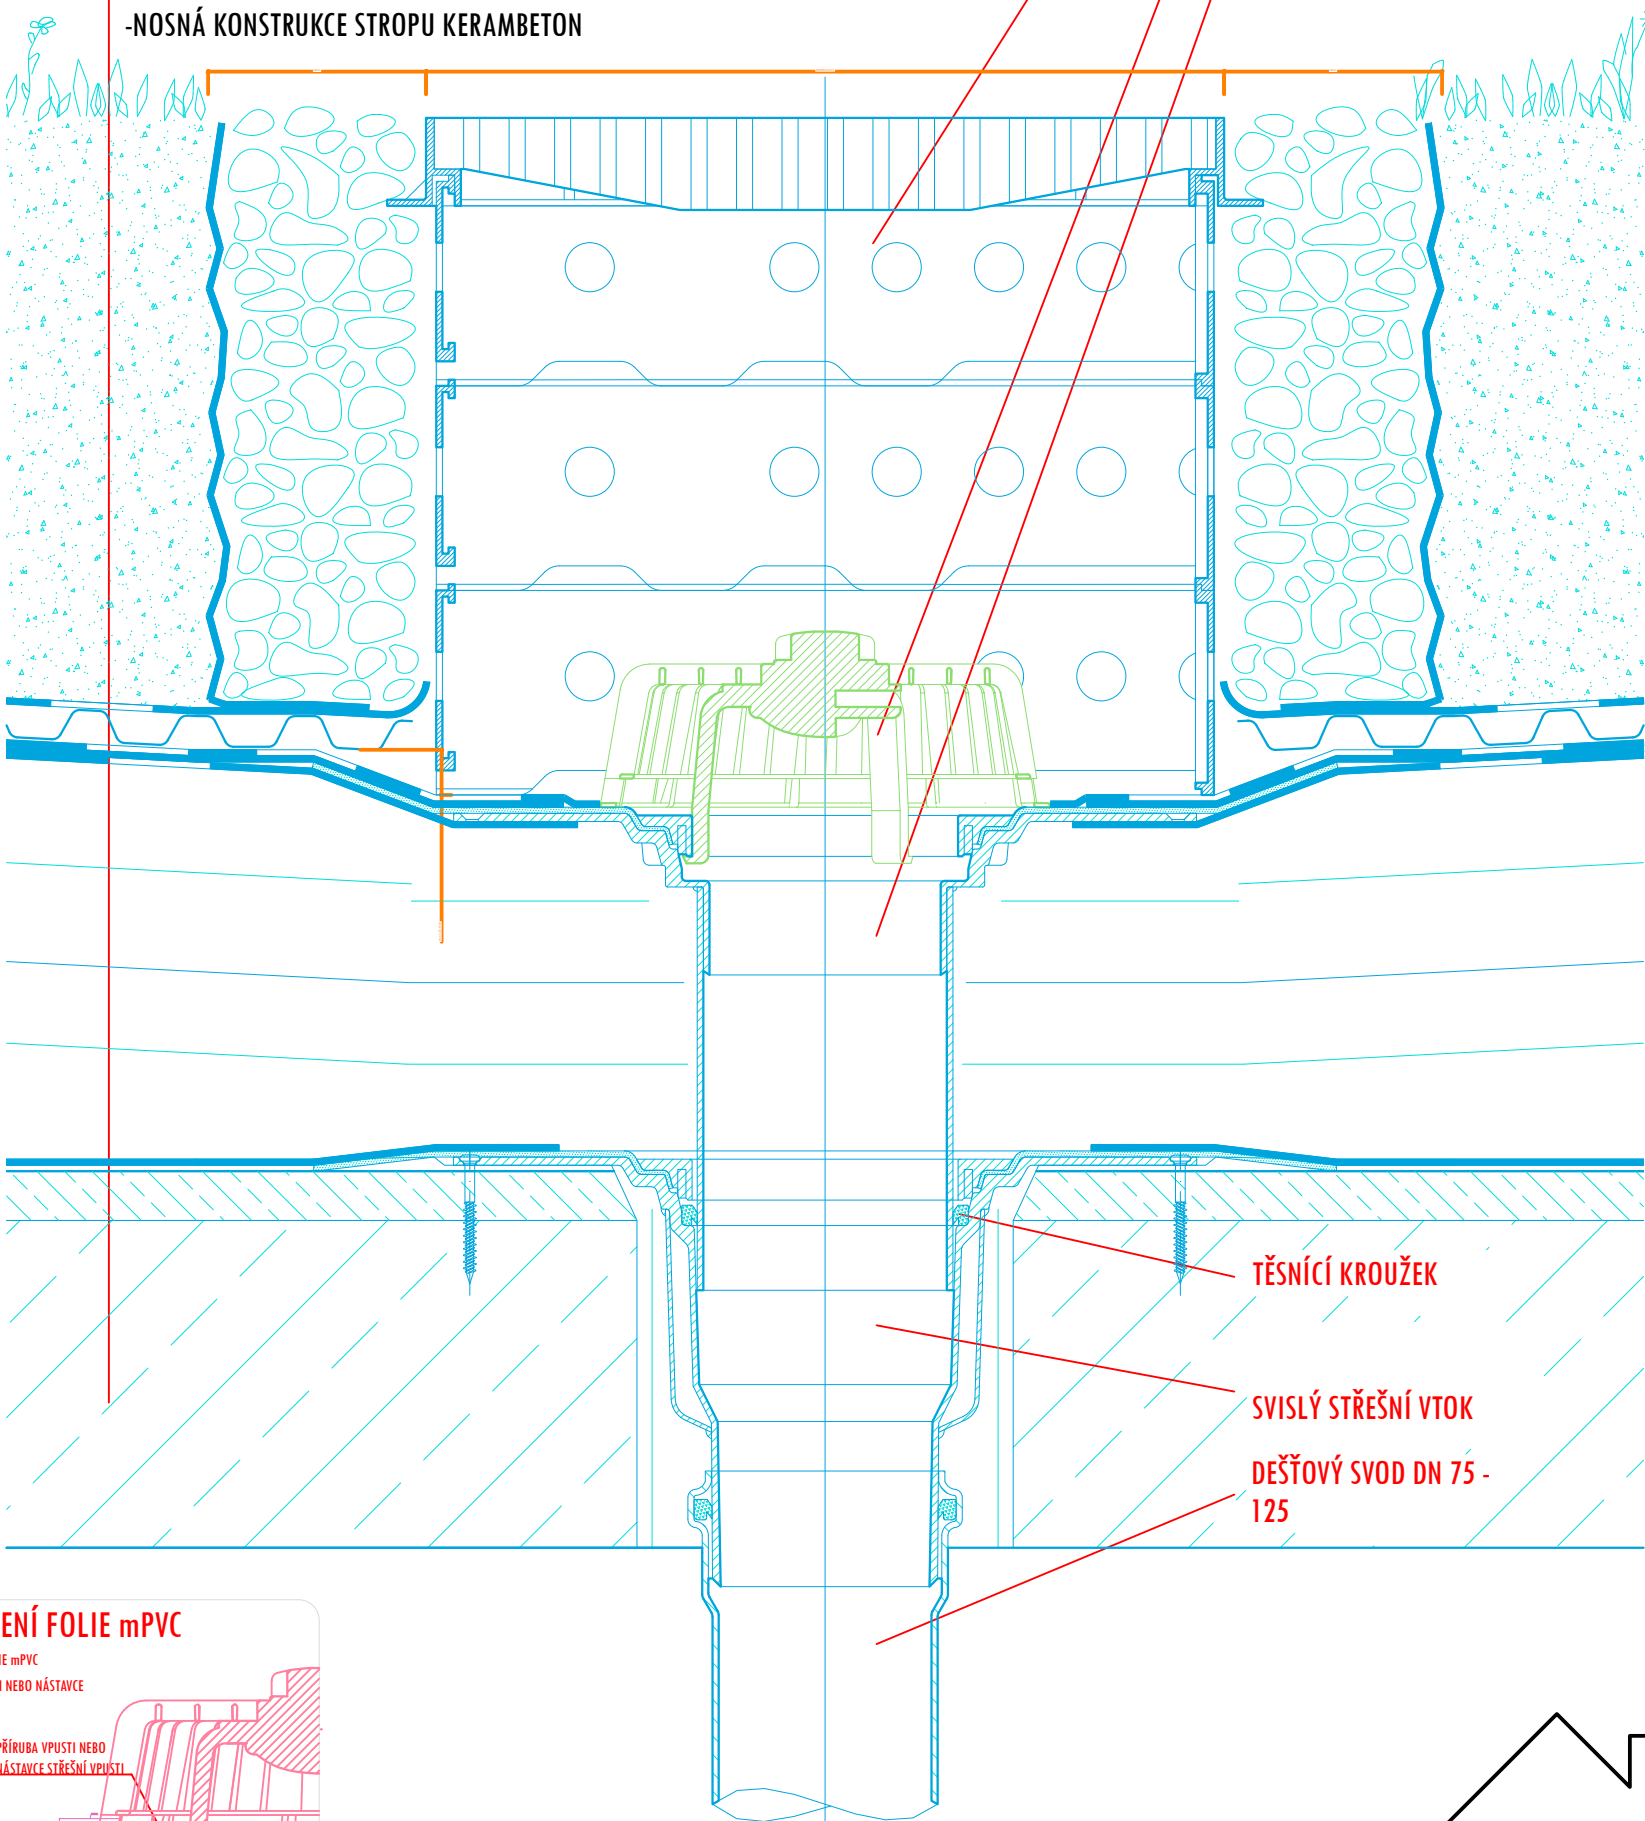 -NOSNÁ KONSTRUKCE STROPU KERAMBETON
TĚSNÍCÍ KROUŽEK
SVISLÝ STŘEŠNÍ VTOK
DEŠŤOVÝ SVOD DN 75 -
125
ENÍ FOLIE mPVC
IE mPVC
I NEBO NÁSTAVCE
PŘÍRUBA VPUSTI NEBO
NÁSTAVCE STŘEŠNÍ VPUSTI